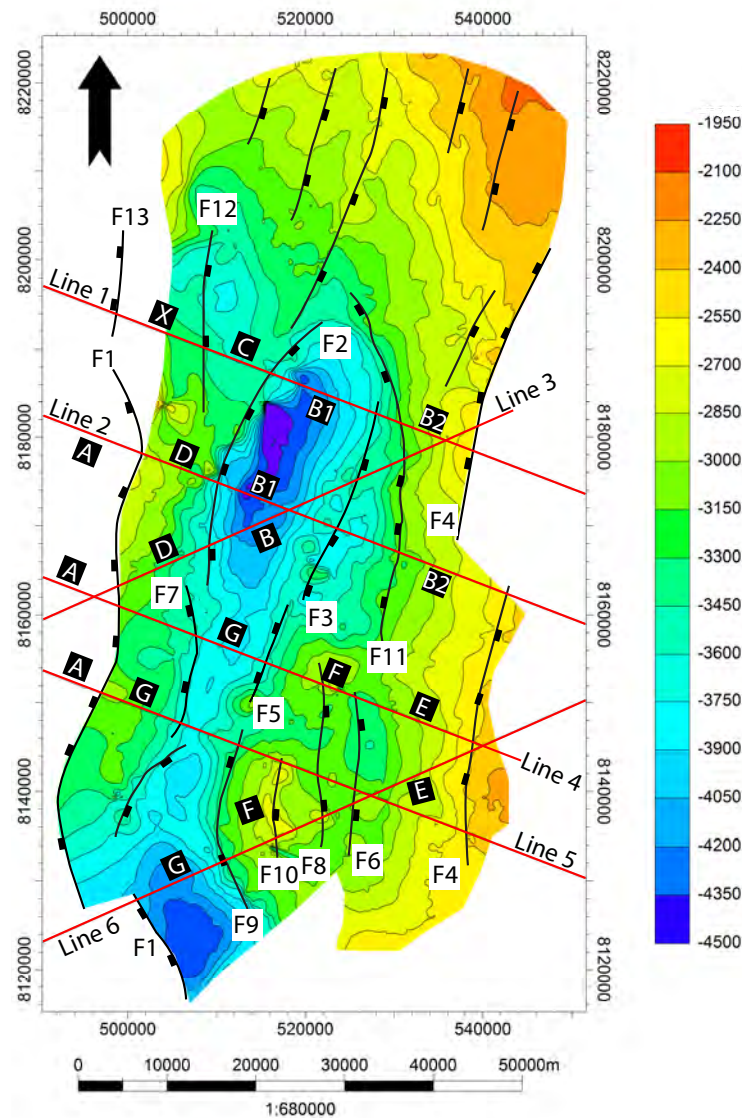 500000 520000 540000
8220000 8220000
-1950
-2100
-2250
-2400
-2550
-2700
-2850
-3000
-3150
-3300
-3450
-3600
-3750
-3900
-4050
-4200
-4350
-4500
F13 F12
8200000 8200000
Line 1 X C F2
F1
Line 3
B1 B2
Line 2 A D
8180000 8180000
B1
F4
D B
A F7 B2
F3
8160000 8160000
G F11
A G F E
F5
Line 4
8140000 8140000
F E
Line 5
G F10 F8 F6 F4
F9
Line 6 F1
8120000 8120000
500000 520000 540000
0 10000 20000 30000 40000 50000m
1:680000